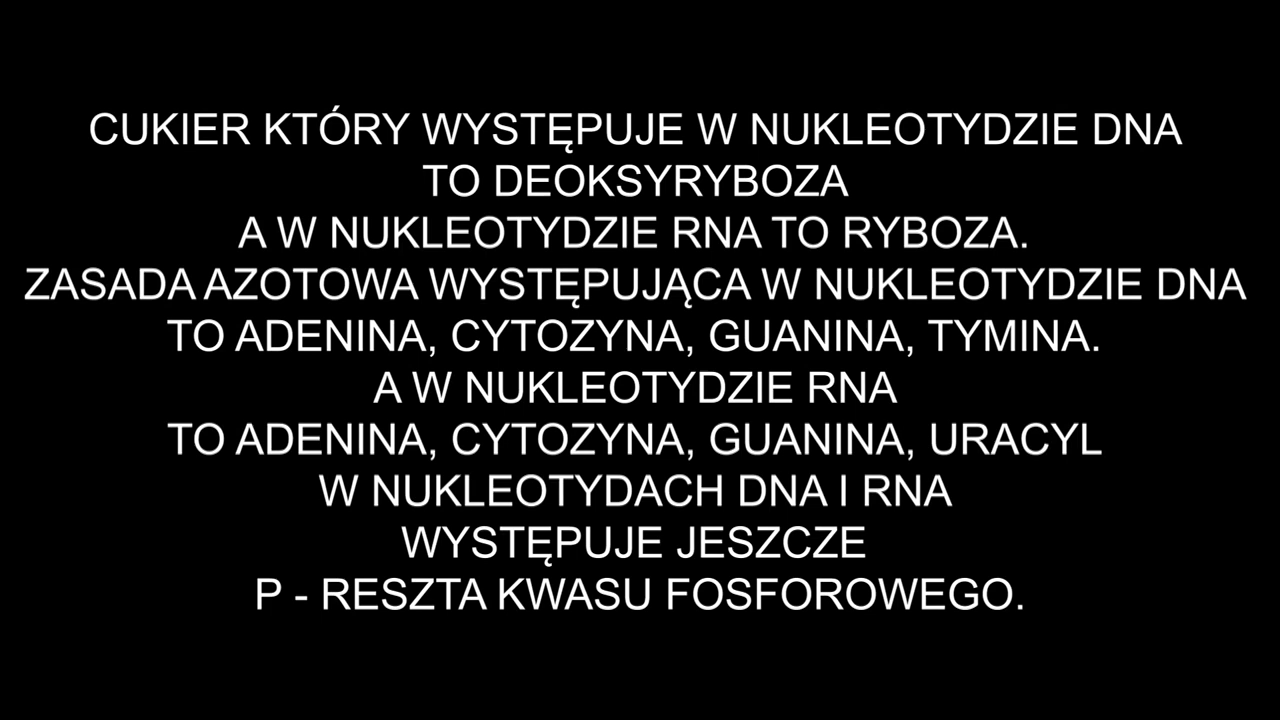 CUKIER KTÓRY WYSTĘPUJE W NUKLEOTYDZIE DNA
TO DEOKSYRYBOZA
A W NUKLEOTYDZIE RNA TO RYBOZA.
ZASADA AZOTOWA WYSTĘPUJĄCA W NUKLEOTYDZIE DNA
TO ADENINA, CYTOZYNA, GUANINA, TYMINA.
A W NUKLEOTYDZIE RNA
TO ADENINA, CYTOZYNA, GUANINA, URACYL
W NUKLEOTYDACH DNA I RNA
WYSTĘPUJE JESZCZE
P - RESZTA KWASU FOSFOROWEGO.